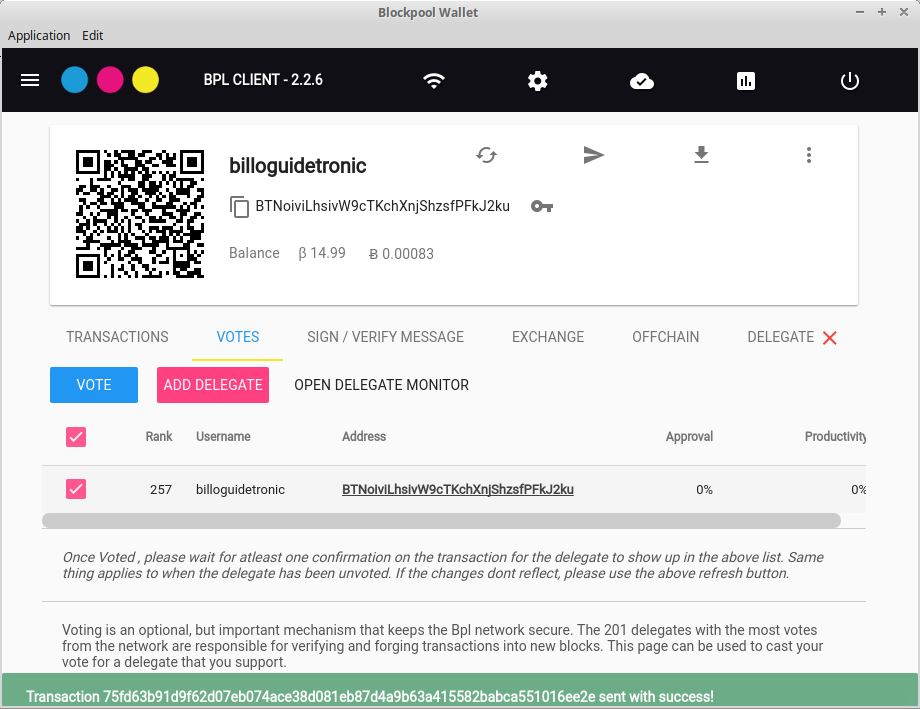 Blockpool Wallet
Application Edit
BPL CLIENT - 2.2.6
billoguidetronic
BTNoiviLhsivW9cTKchXnjShzsfPFkJ2ku
Balance β 14.99 Ƀ 0.00083
TRANSACTIONS VOTES SIGN / VERIFY MESSAGE EXCHANGE OFFCHAIN DELEGATE
VOTE ADD DELEGATE OPEN DELEGATE MONITOR
Rank Username Address Approval Productivity
257 billoguidetronic BTNoiviLhsivW9cTKchXnjShzsfPFkJ2ku 0% 0%
Once Voted , please wait for atleast one confirmation on the transaction for the delegate to show up in the above list. Same
thing applies to when the delegate has been unvoted. If the changes dont reflect, please use the above refresh button.
Voting is an optional, but important mechanism that keeps the Bpl network secure. The 201 delegates with the most votes
from the network are responsible for verifying and forging transactions into new blocks. This page can be used to cast your
vote for a delegate that you support.
Transaction 75fd63b91d9f62d07eb074ace38d081eb87d4a9b63a415582babca551016ee2e sent with success!